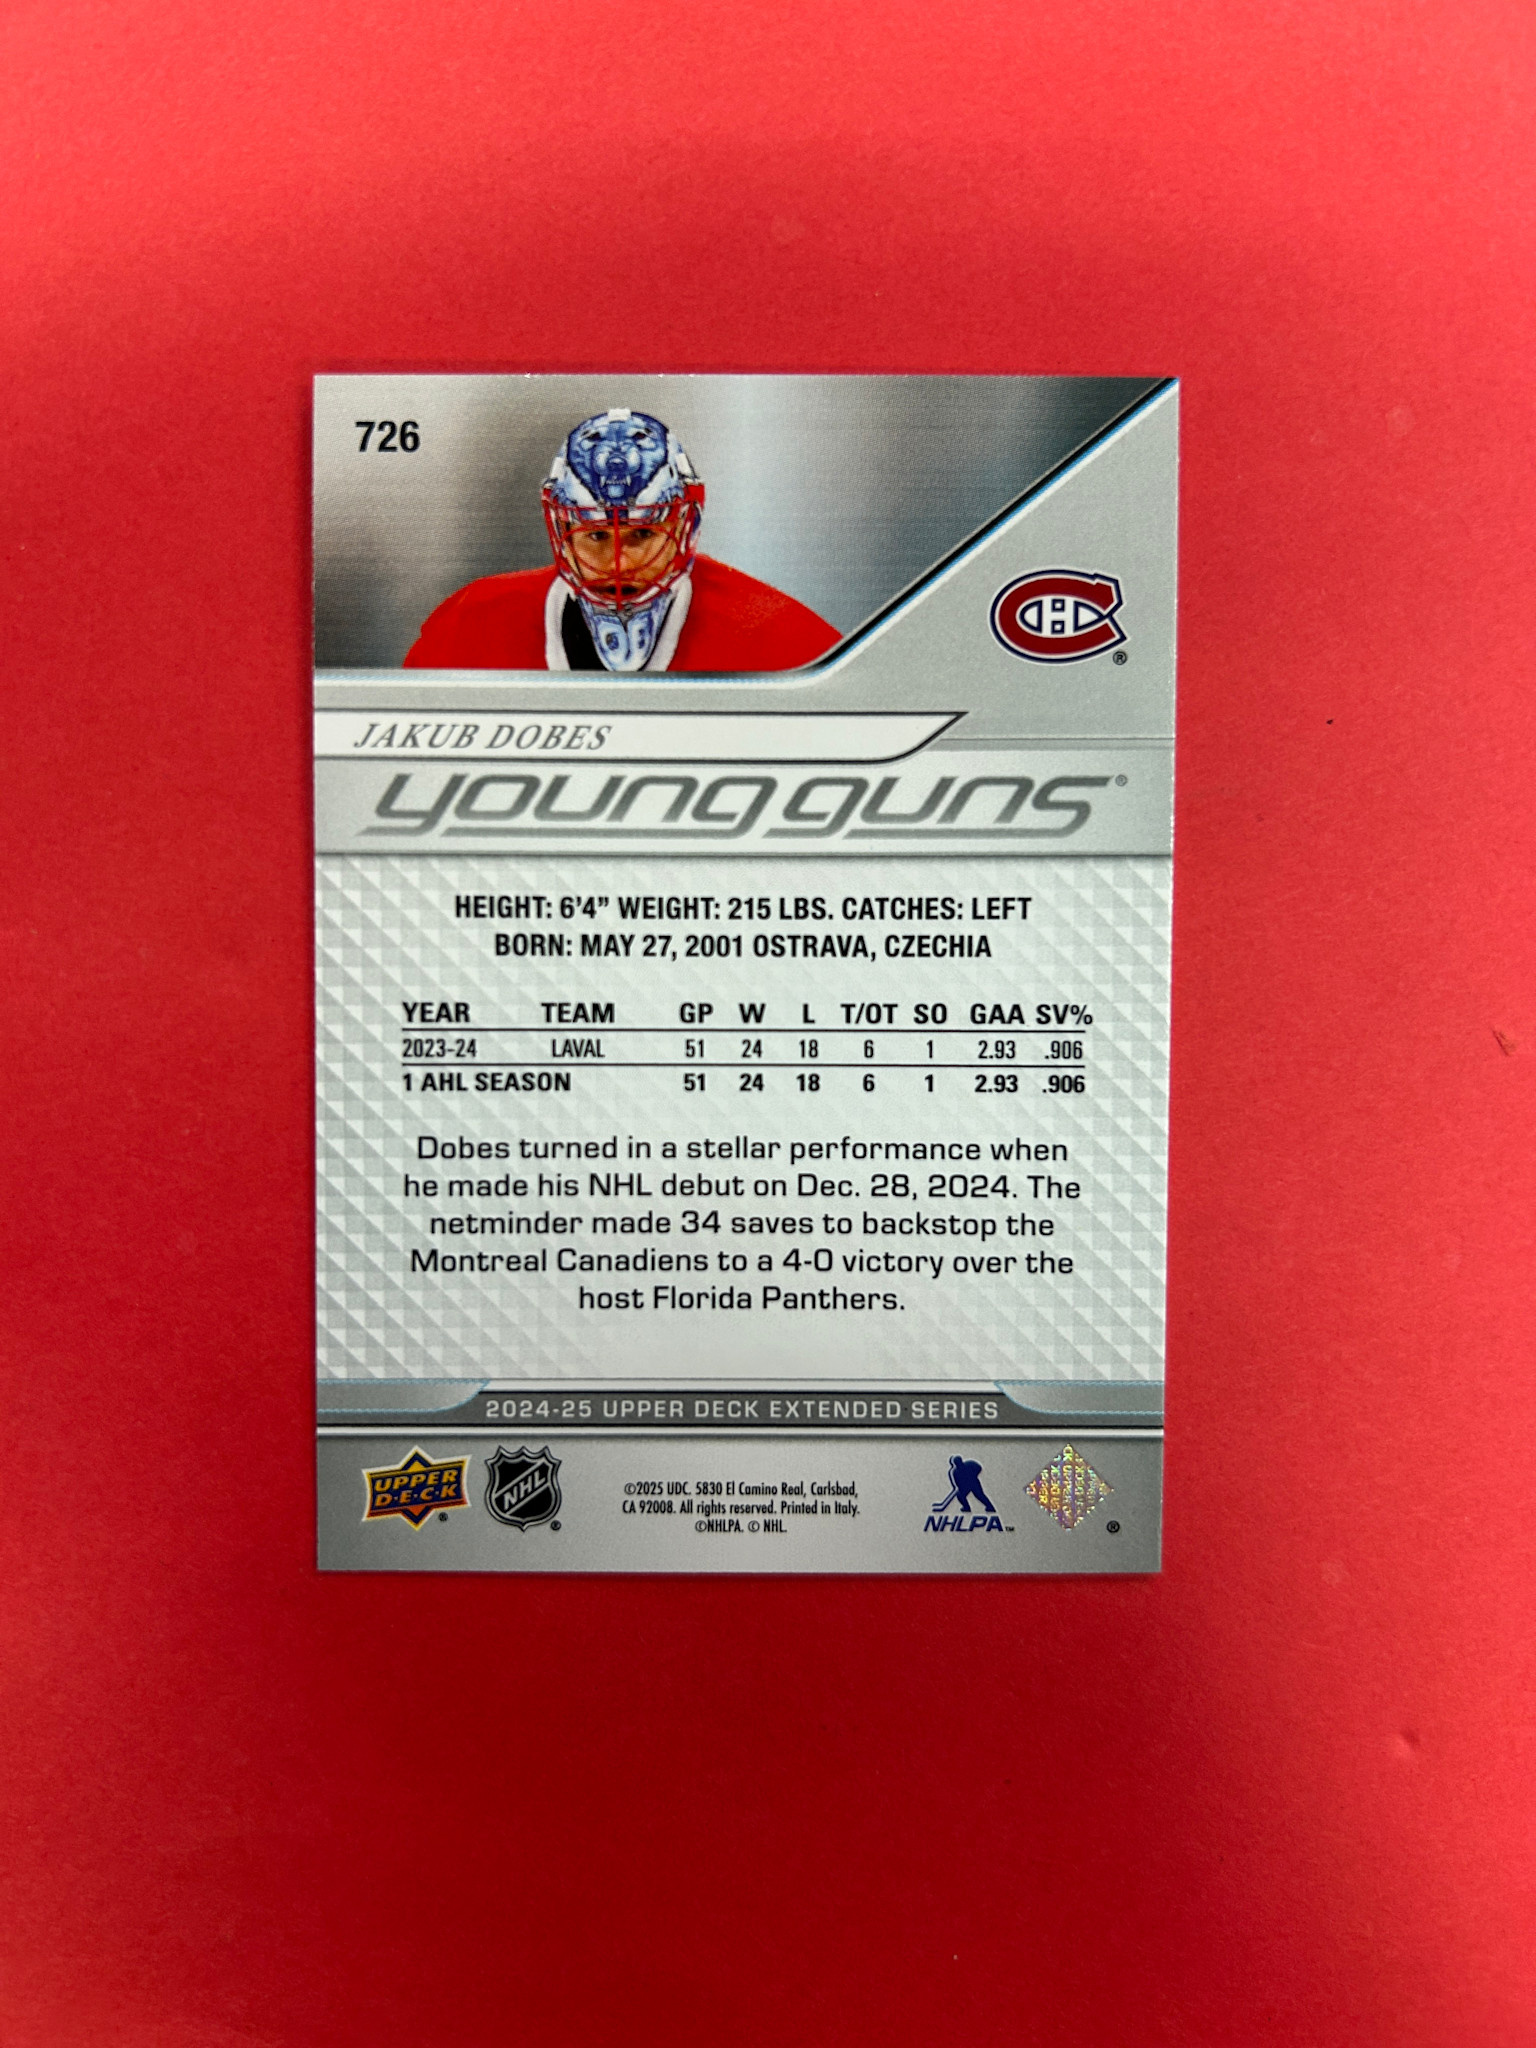 726
JAKUB DOBES
young guns®
HEIGHT: 6'4” WEIGHT: 215 LBS. CATCHES: LEFT
BORN: MAY 27, 2001 OSTRAVA, CZECHIA
YEAR TEAM GP W L T/OT SO GAA SV%
2023-24 LAVAL 51 24 18 6 1 2.93 .906
1 AHL SEASON 51 24 18 6 1 2.93 .906
Dobes turned in a stellar performance when
he made his NHL debut on Dec. 28, 2024. The
netminder made 34 saves to backstop the
Montreal Canadiens to a 4-0 victory over the
host Florida Panthers.
2024-25 UPPER DECK EXTENDED SERIES
UPPER
D·E·C·K ®
NHL ®
©2025 UDC. 5830 El Camino Real, Carlsbad,
CA 92008. All rights reserved. Printed in Italy.
©NHLPA. © NHL.
NHLPA™
®